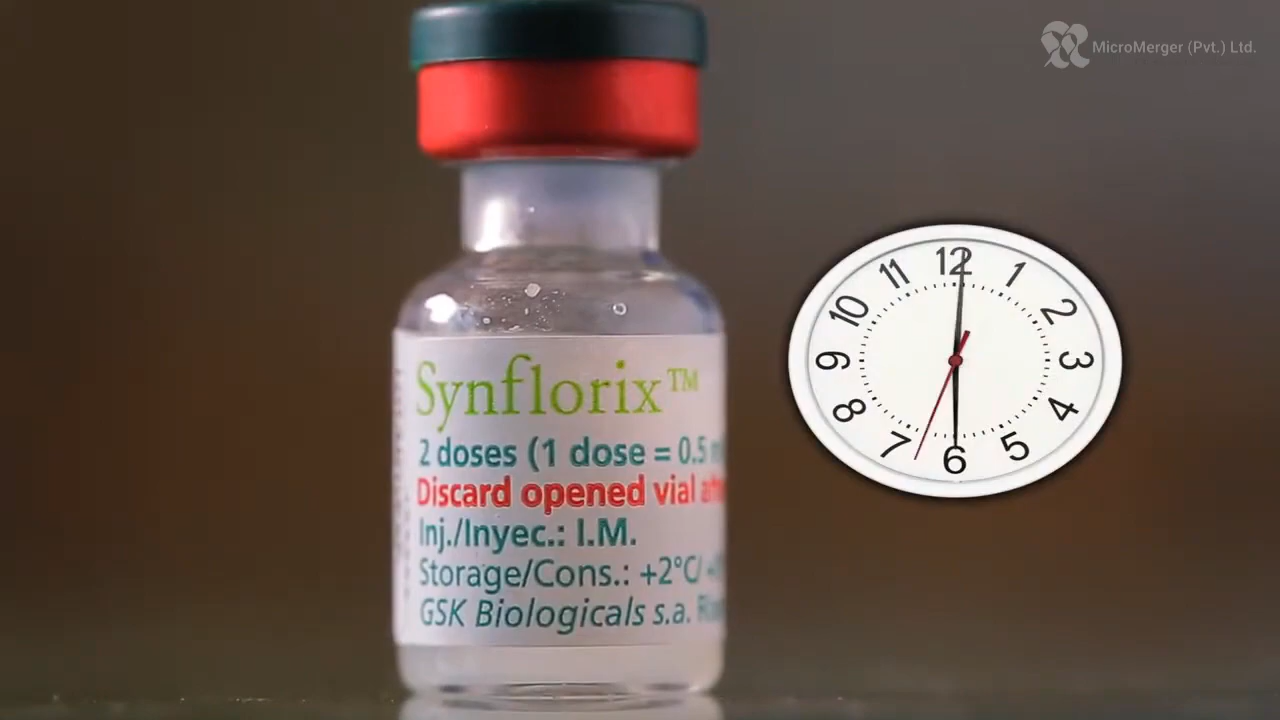 MicroMerger (Pvt.) Ltd.
Synflorix™
2 doses (1 dose = 0.5
Discard opened vial
Inj./Inyec.: I.M.
Storage/Cons.: +2°C/
GSK Biologicals s.a.
12
1
2
3
4
5
6
7
8
9
10
11